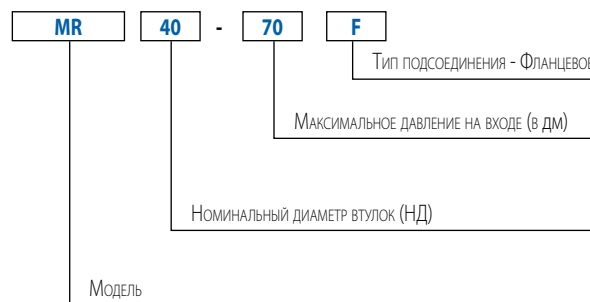 MR 40 - 70 F
Тип подсоединения - Фланцевое
Максимальное давление на входе (в дм)
Номинальный диаметр втулок (НД)
Модель